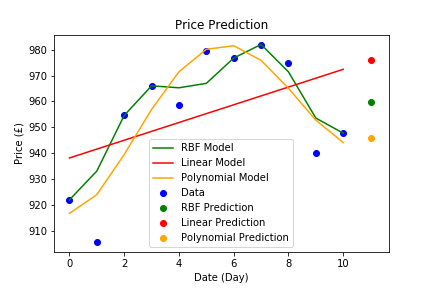 Price Prediction
Price (£)
980
970
960
950
940
930
920
910
RBF Model
Linear Model
Polynomial Model
Data
RBF Prediction
Linear Prediction
Polynomial Prediction
0 2 4 6 8 10
Date (Day)